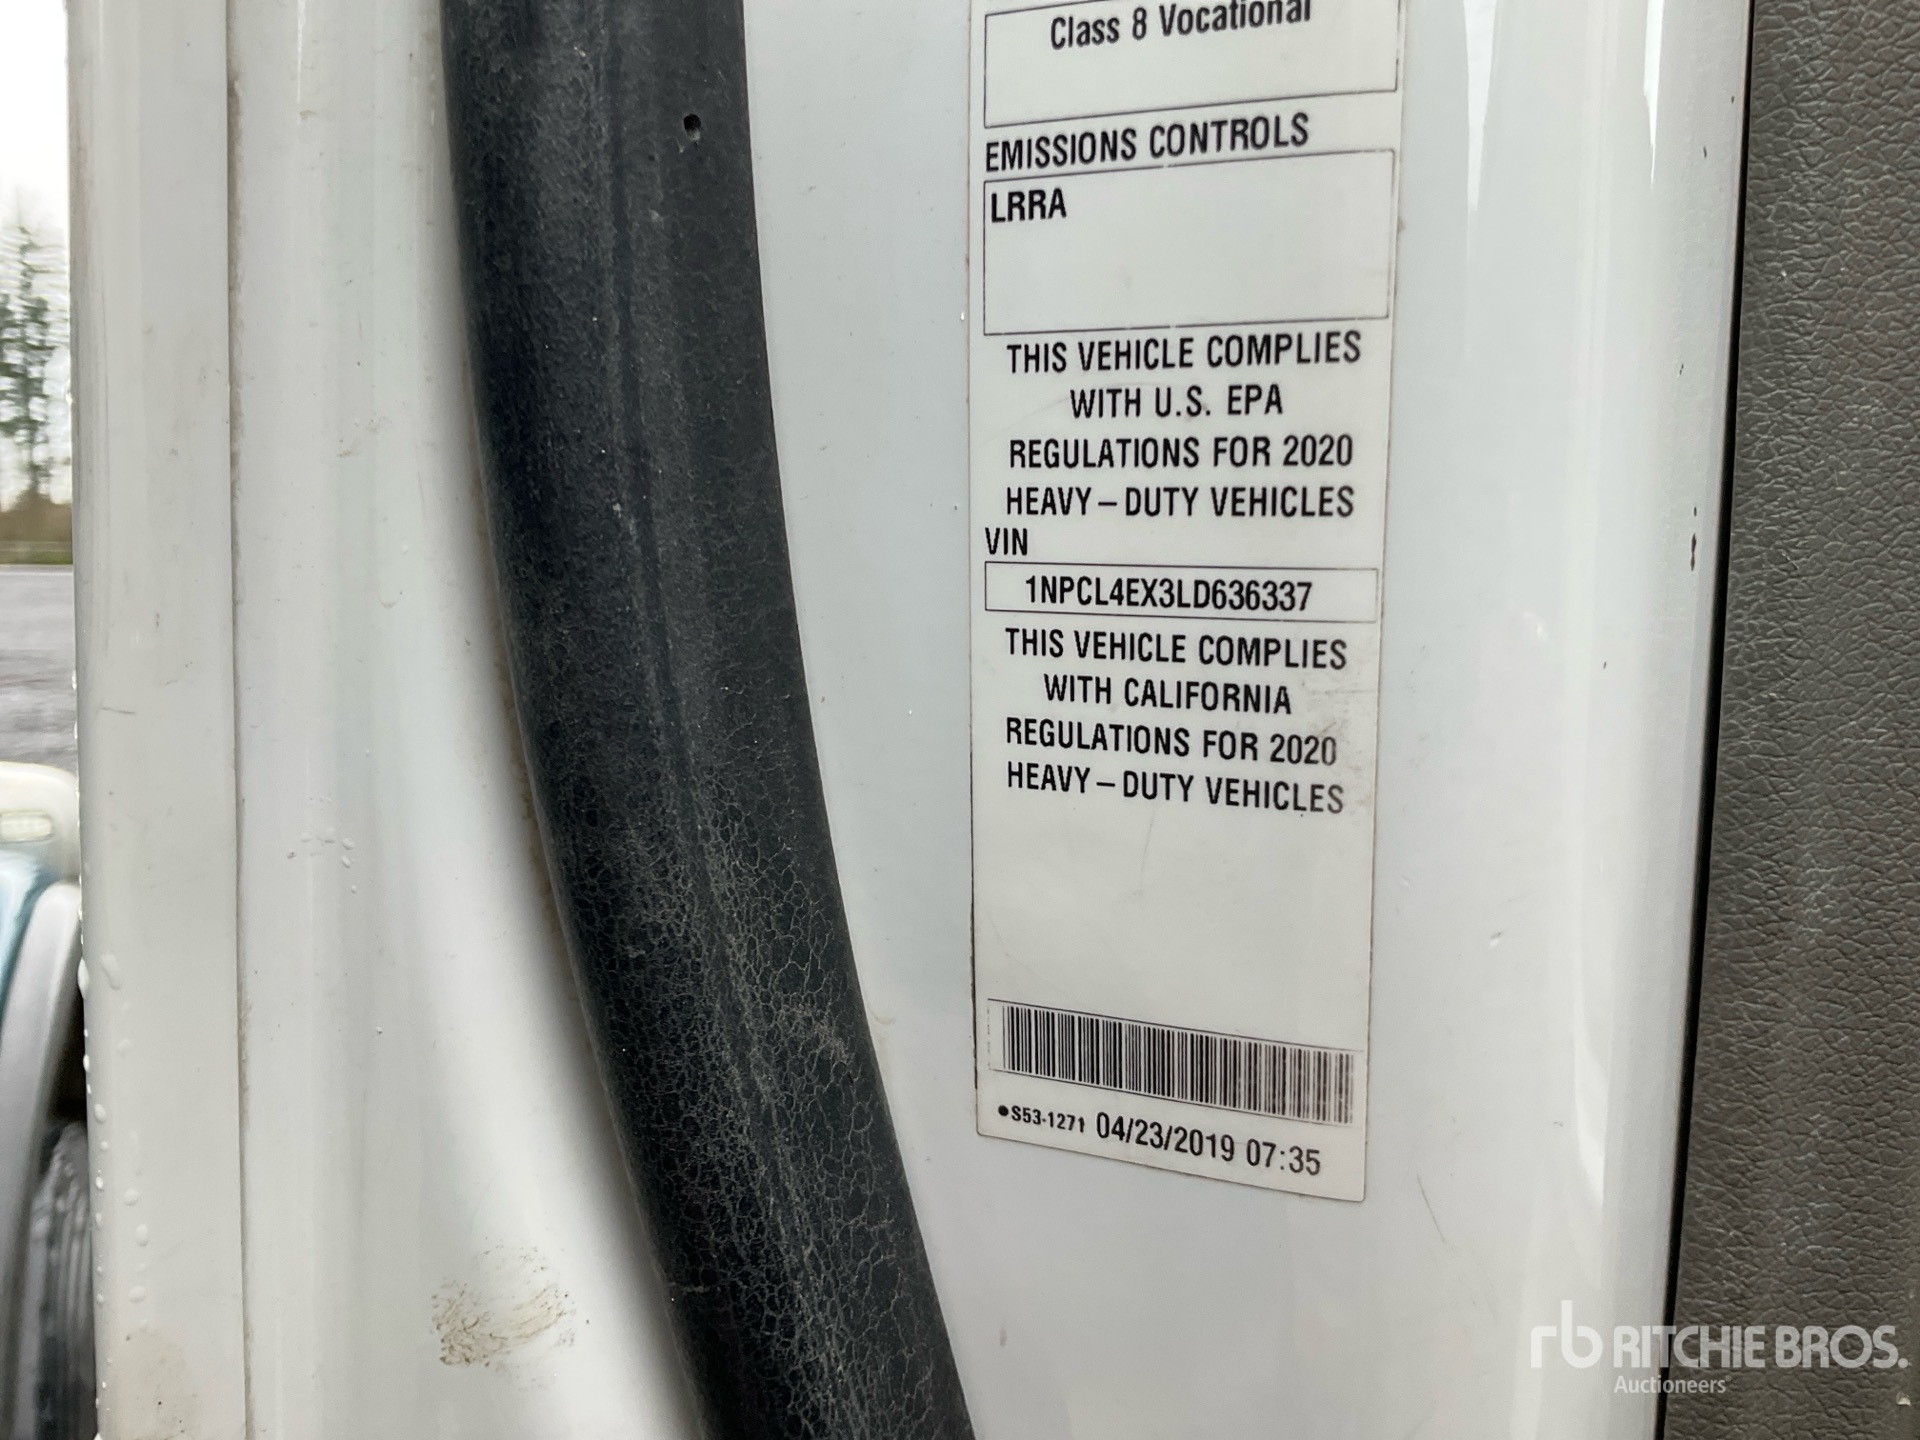 Class 8 Vocational
EMISSIONS CONTROLS
LRRA
THIS VEHICLE COMPLIES
WITH U.S. EPA
REGULATIONS FOR 2020
HEAVY – DUTY VEHICLES
VIN
1NPCL4EX3LD636337
THIS VEHICLE COMPLIES
WITH CALIFORNIA
REGULATIONS FOR 2020
HEAVY – DUTY VEHICLES
•S53-1271 04/23/2019 07:35
rb RITCHIE BROS.
Auctioneers